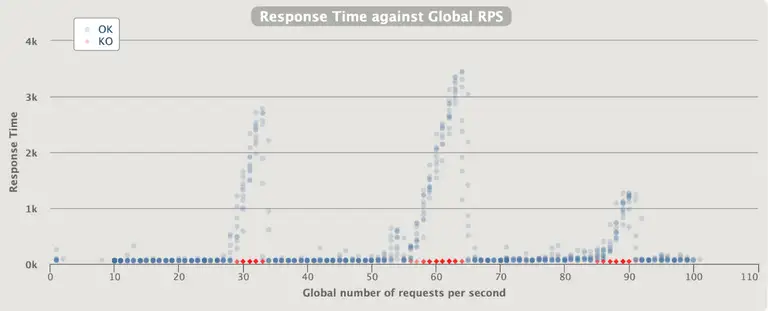 Response Time against Global RPS
OK
KO
4k
3k
2k
1k
0k
Response Time
0 10 20 30 40 50 60 70 80 90 100 110
Global number of requests per second